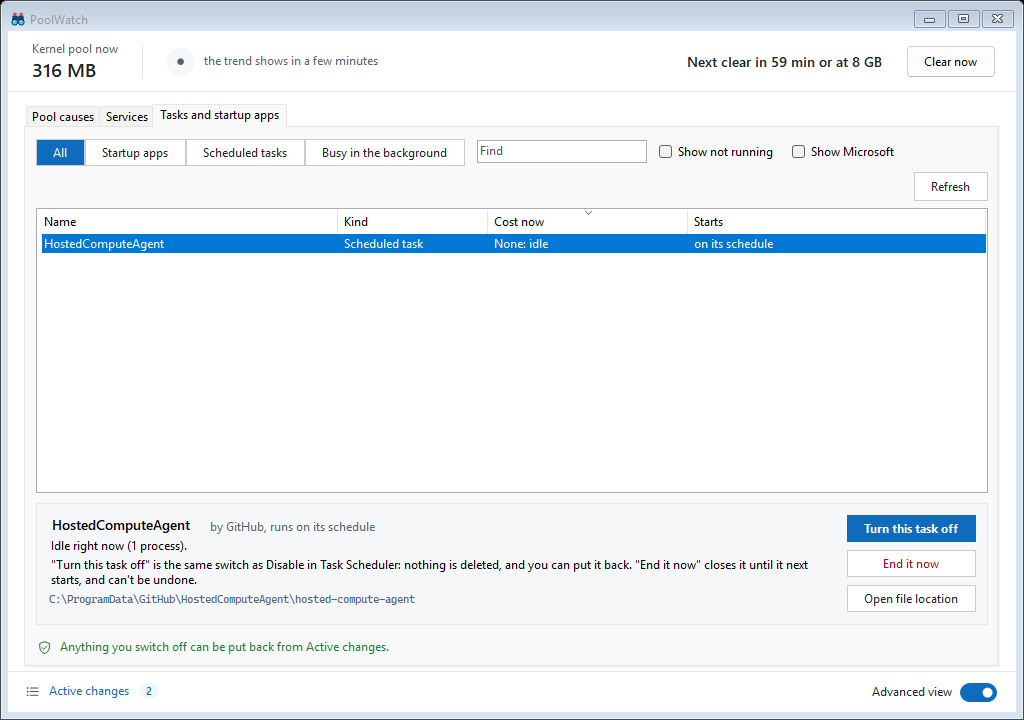 PoolWatch
Kernel pool now
316 MB
the trend shows in a few minutes
Next clear in 59 min or at 8 GB
Clear now
Pool causes
Services
Tasks and startup apps
All
Startup apps
Scheduled tasks
Busy in the background
Find
Show not running
Show Microsoft
Refresh
Name Kind Cost now Starts
HostedComputeAgent Scheduled task None: idle on its schedule
HostedComputeAgent by GitHub, runs on its schedule
Idle right now (1 process).
"Turn this task off" is the same switch as Disable in Task Scheduler: nothing is deleted, and you can put it back. "End it now" closes it until it next
starts, and can't be undone.
C:\ProgramData\GitHub\HostedComputeAgent\hosted-compute-agent
Turn this task off
End it now
Open file location
Anything you switch off can be put back from Active changes.
Active changes 2
Advanced view